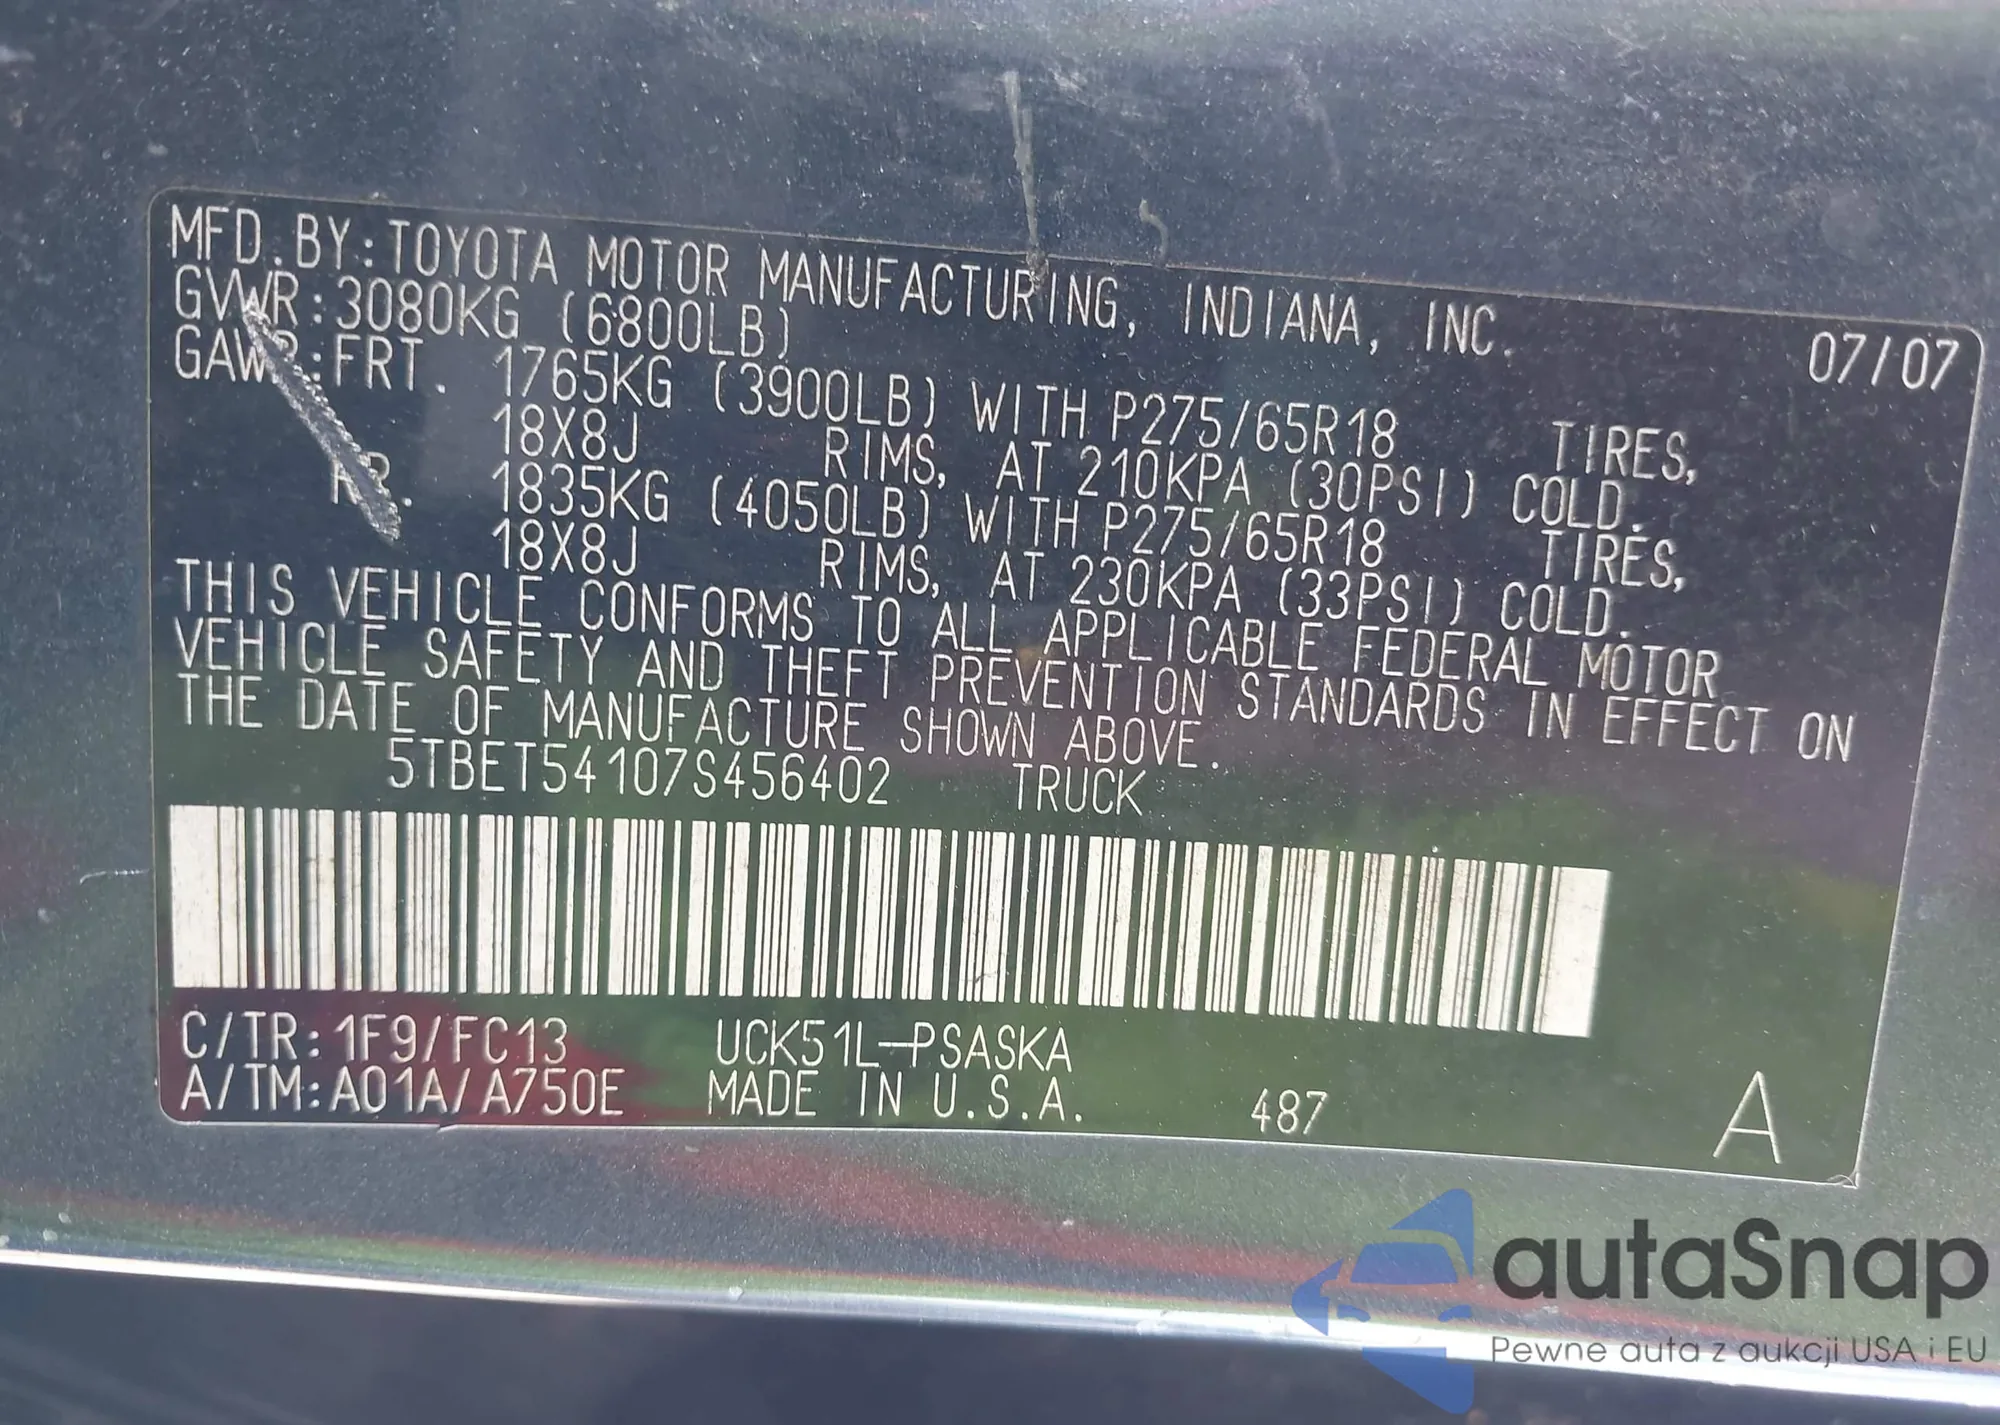 MFD. BY: TOYOTA MOTOR MANUFACTURING, INDIANA, INC. 07/07
GVWR: 3080KG (6800LB)
GAWR: FRT. 1765KG (3900LB) WITH P275/65R18 TIRES,
18X8J RIMS, AT 210KPA (30PSI) COLD.
RR. 1835KG (4050LB) WITH P275/65R18 TIRES,
18X8J RIMS, AT 230KPA (33PSI) COLD.
THIS VEHICLE CONFORMS TO ALL APPLICABLE FEDERAL MOTOR
VEHICLE SAFETY AND THEFT PREVENTION STANDARDS IN EFFECT ON
THE DATE OF MANUFACTURE SHOWN ABOVE.
5TBET54107S456402 TRUCK
C/TR: 1F9/FC13 UCK51L-PSASKA
A/TM: A01A/A750E MADE IN U.S.A. 487 A
autaSnap
Pewne auta z aukcji USA i EU